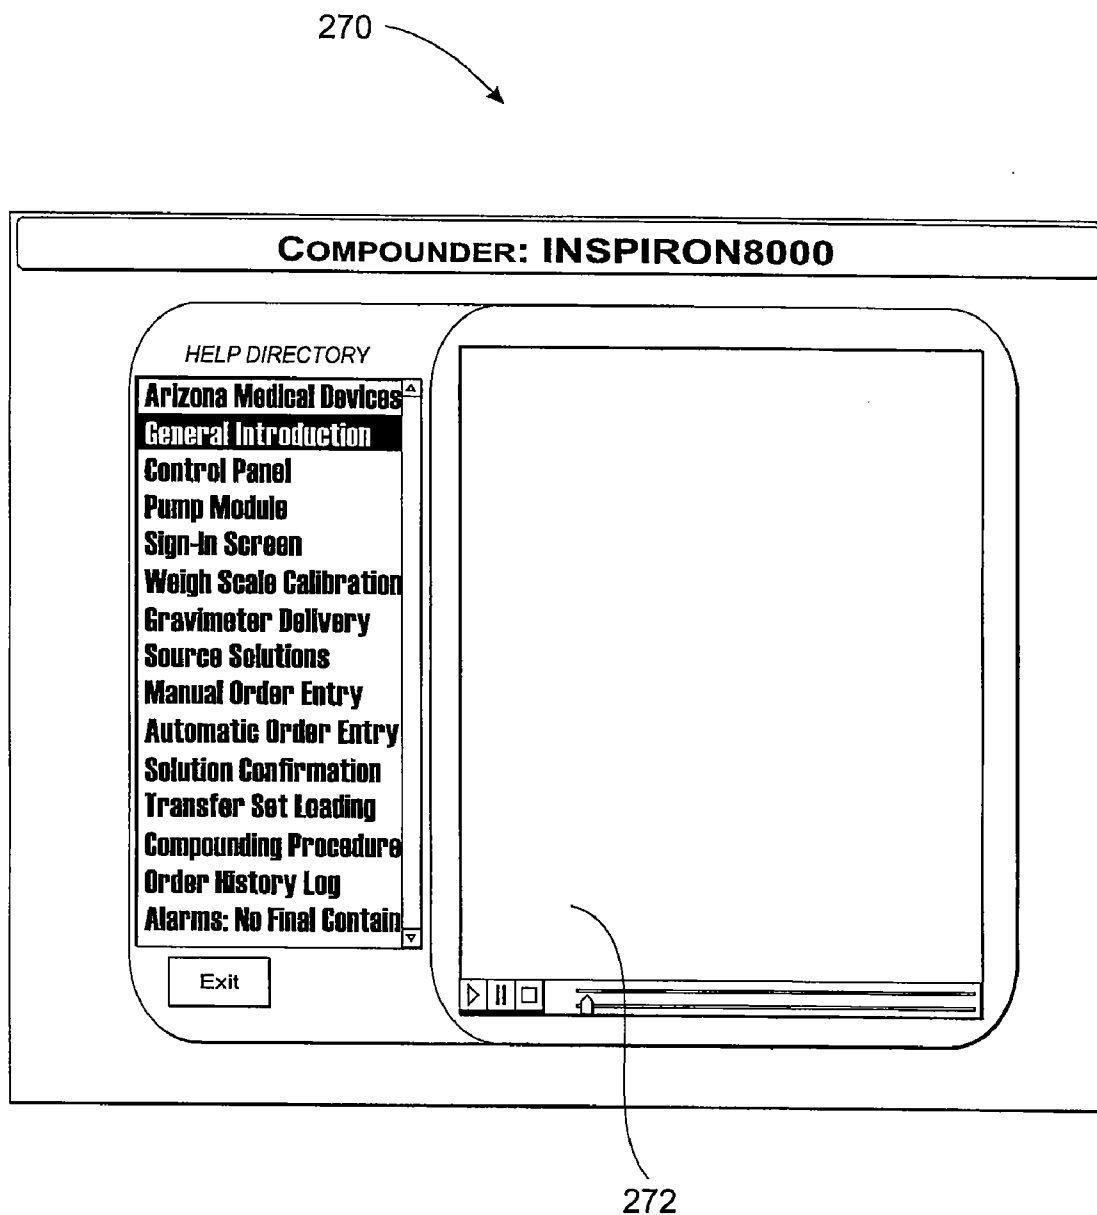 270
COMPOUNDER: INSPIRON8000
HELP DIRECTORY
Arizona Medical Devices
General Introduction
Control Panel
Pump Module
Sign-In Screen
Weigh Scale Calibration
Gravimeter Delivery
Source Solutions
Manual Order Entry
Automatic Order Entry
Solution Confirmation
Transfer Set Loading
Compounding Procedure
Order History Log
Alarms: No Final Contain
Exit
272